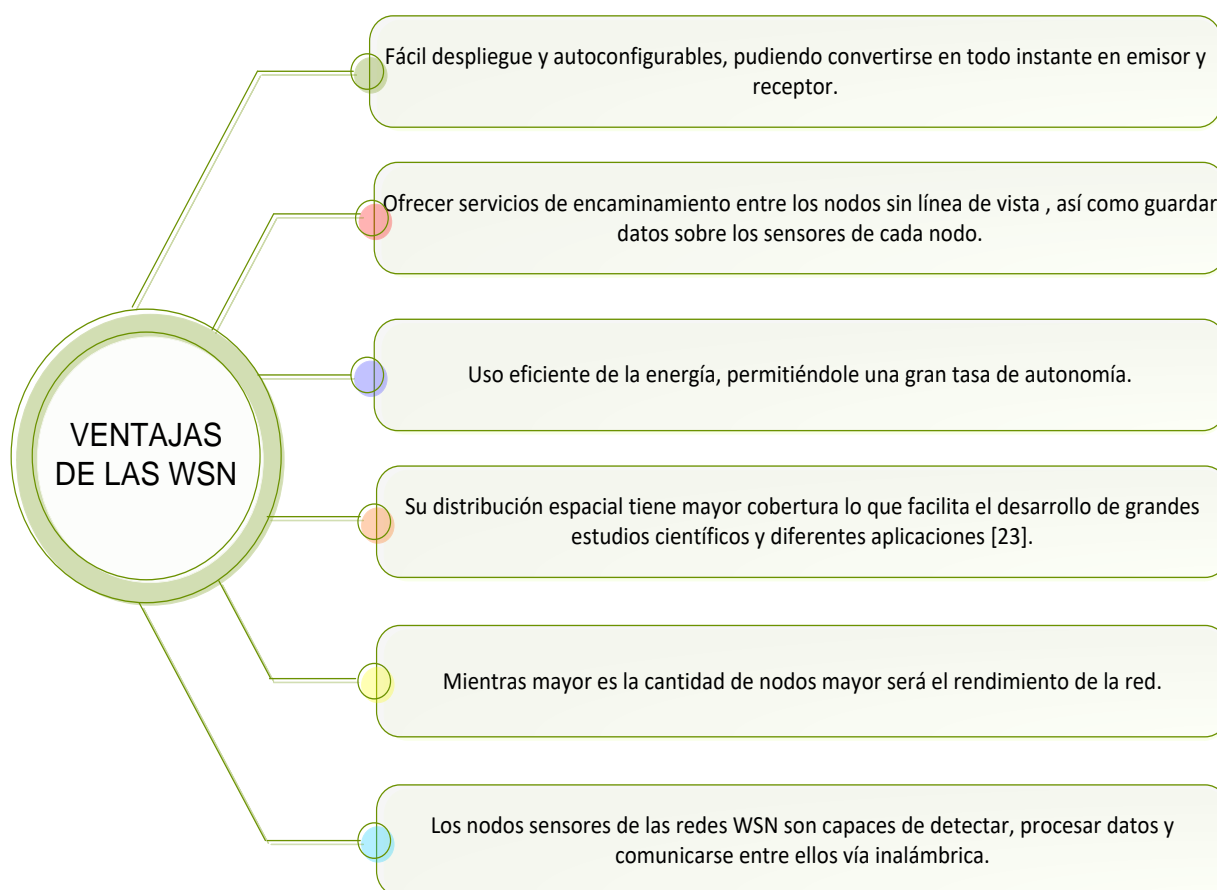 Fácil despliegue y autoconfigurables, pudiendo convertirse en todo instante en emisor y
receptor.
Ofrecer servicios de encaminamiento entre los nodos sin línea de vista , así como guardar
datos sobre los sensores de cada nodo.
Uso eficiente de la energía, permitiéndole una gran tasa de autonomía.
VENTAJAS
DE LAS WSN
Su distribución espacial tiene mayor cobertura lo que facilita el desarrollo de grandes
estudios científicos y diferentes aplicaciones [23].
Mientras mayor es la cantidad de nodos mayor será el rendimiento de la red.
Los nodos sensores de las redes WSN son capaces de detectar, procesar datos y
comunicarse entre ellos vía inalámbrica.